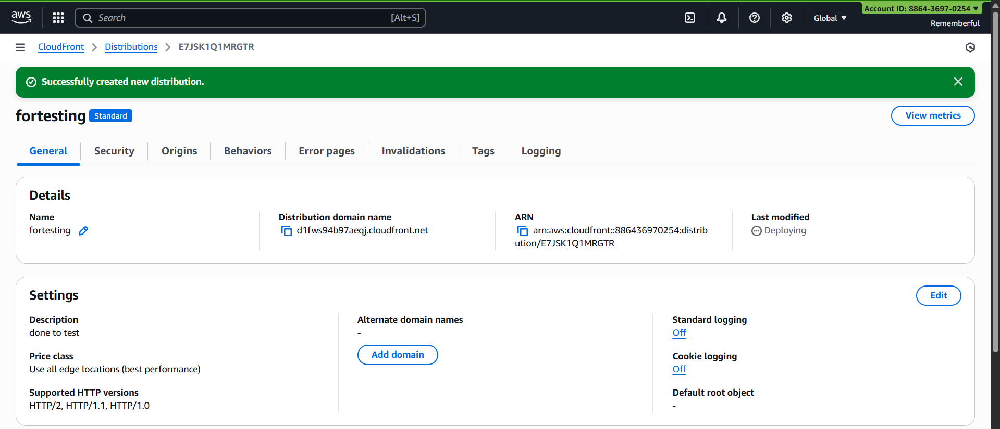 aws
Search
[Alt+S]
Global
Account ID: 8864-3697-0254
Rememberful
CloudFront
Distributions
E7JSK1Q1MRGTR
Successfully created new distribution.
fortesting
Standard
View metrics
General
Security
Origins
Behaviors
Error pages
Invalidations
Tags
Logging
Details
Name
fortesting
Distribution domain name
d1fws94b97aeqj.cloudfront.net
ARN
arn:aws:cloudfront::886436970254:distrib
ution/E7JSK1Q1MRGTR
Last modified
Deploying
Settings
Edit
Description
done to test
Price class
Use all edge locations (best performance)
Supported HTTP versions
HTTP/2, HTTP/1.1, HTTP/1.0
Alternate domain names
-
Add domain
Standard logging
Off
Cookie logging
Off
Default root object
-